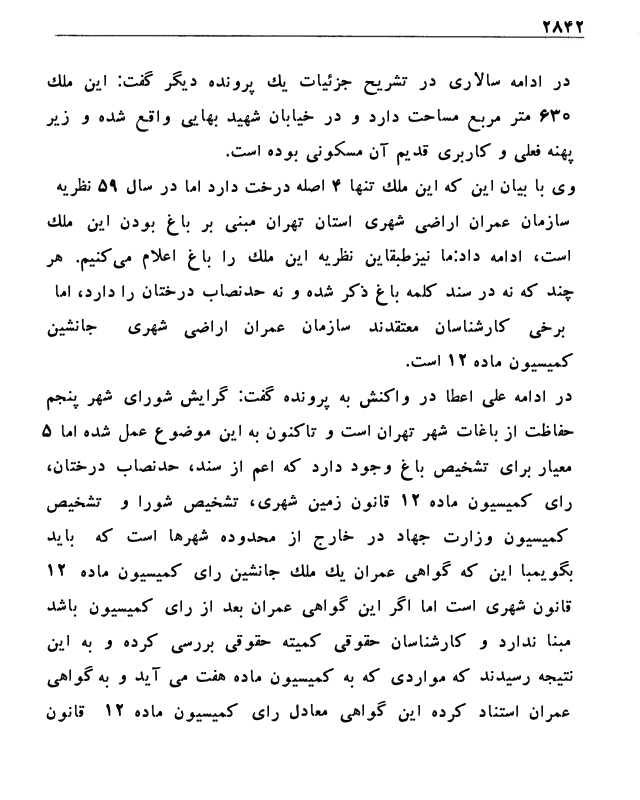 ۲۸۴۲
در ادامه سالاری در تشریح جزئیات یك پرونده دیگر گفت: این ملك
۶۳۰ متر مربع مساحت دارد و در خیابان شهید بهایی واقع شده و زیر
پهنه فعلی و کاربری قدیم آن مسکونی بوده است.
وی با بیان این که این ملك تنها ۴ اصله درخت دارد اما در سال ۵۹ نظریه
سازمان عمران اراضی شهری استان تهران مبنی بر باغ بودن این ملك
است، ادامه داد:ما نیزطبقاین نظریه این ملك را باغ اعلام می‌کنیم. هر
چند که نه در سند کلمه باغ ذکر شده و نه حدنصاب درختان را دارد، اما
برخی کارشناسان معتقدند سازمان عمران اراضی شهری جانشین
کمیسیون ماده ۱۲ است.
در ادامه علی اعطا در واکنش به پرونده گفت: گرایش شورای شهر پنجم
حفاظت از باغات شهر تهران است و تاکنون به این موضوع عمل شده اما ۵
معیار برای تشخیص باغ وجود دارد که اعم از سند، حدنصاب درختان،
رای کمیسیون ماده ۱۲ قانون زمین شهری، تشخیص شورا و تشخیص
کمیسیون وزارت جهاد در خارج از محدوده شهرها است که باید
بگویمبا این که گواهی عمران یك ملك جانشین رای کمیسیون ماده ۱۲
قانون شهری است اما اگر این گواهی عمران بعد از رای کمیسیون باشد
مبنا ندارد و کارشناسان حقوقی کمیته حقوقی بررسی کرده و به این
نتیجه رسیدند که مواردی که به کمیسیون ماده هفت می آید و به گواهی
عمران استناد کرده این گواهی معادل رای کمیسیون ماده ۱۲ قانون